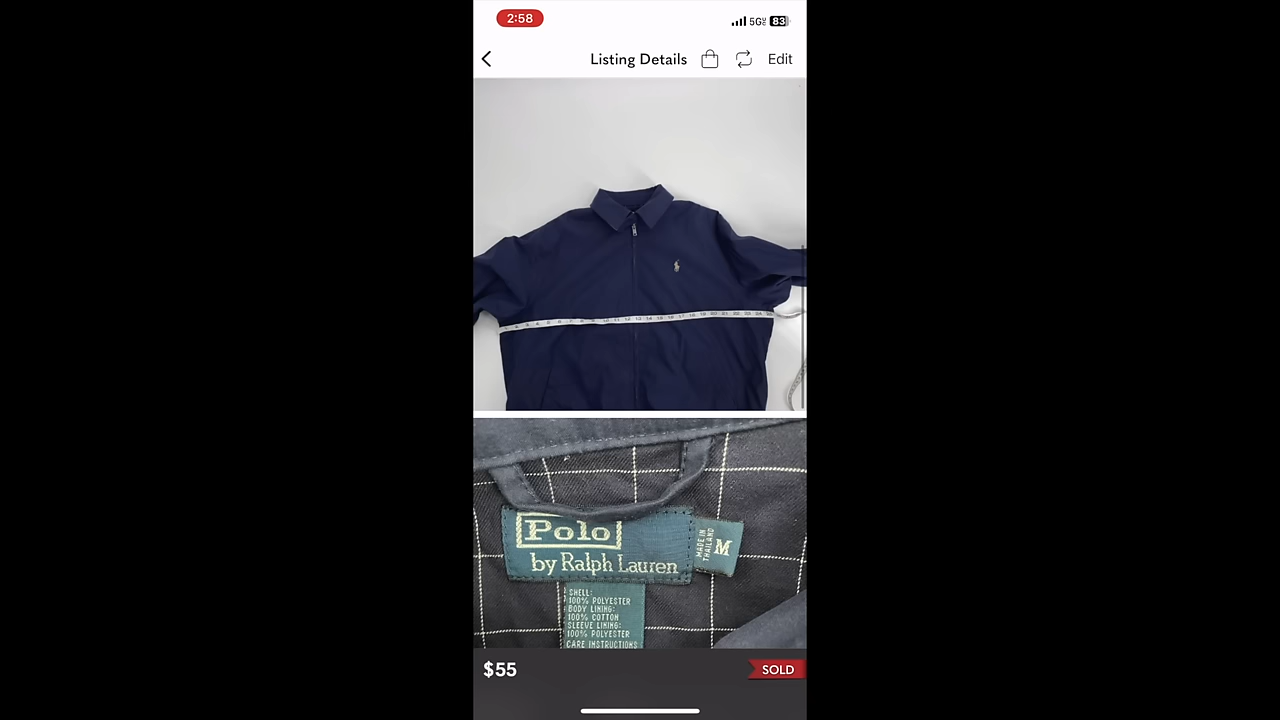 2:58
5G 83
Listing Details Edit
Polo
by Ralph Lauren
MADE IN
THAILAND
M
SHELL:
100% POLYESTER
BODY LINING:
100% COTTON
SLEEVE LINING:
100% POLYESTER
CARE INSTRUCTIONS
$55
SOLD